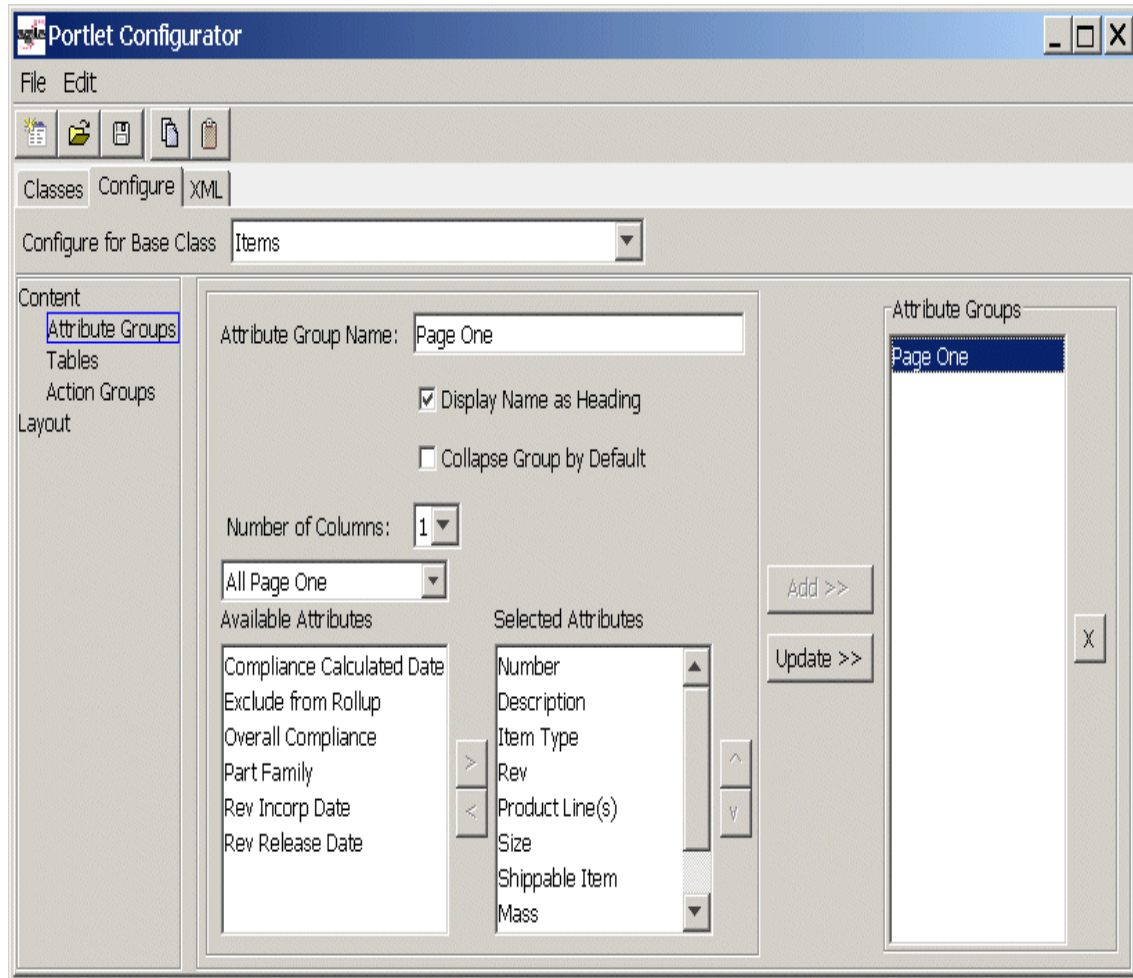 agile Portlet Configurator
File Edit
Classes Configure XML
Configure for Base Class Items
Content
Attribute Groups
Tables
Action Groups
Layout
Attribute Group Name: Page One
Display Name as Heading
Collapse Group by Default
Number of Columns: 1
All Page One
Available Attributes
Compliance Calculated Date
Exclude from Rollup
Overall Compliance
Part Family
Rev Incorp Date
Rev Release Date
>
<
Selected Attributes
Number
Description
Item Type
Rev
Product Line(s)
Size
Shippable Item
Mass
^
v
Add >>
Update >>
Attribute Groups
Page One
X